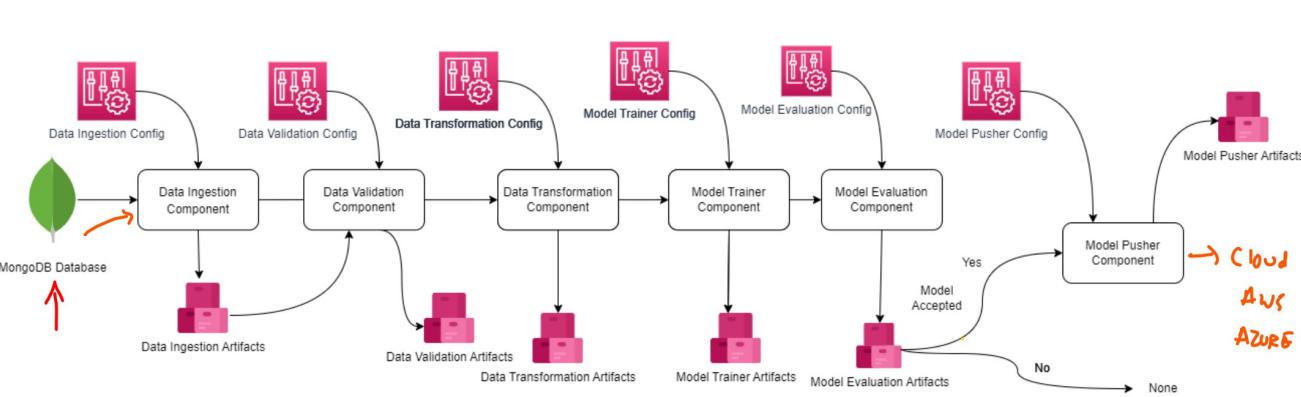 Data Ingestion Config
Data Validation Config
Data Transformation Config
Model Trainer Config
Model Evaluation Config
Model Pusher Config
Model Pusher Artifacts
MongoDB Database
Data Ingestion
Component
Data Validation
Component
Data Transformation
Component
Model Trainer
Component
Model Evaluation
Component
Model Pusher
Component
Cloud
AWS
AZURE
Yes
Model
Accepted
No
None
Data Ingestion Artifacts
Data Validation Artifacts
Data Transformation Artifacts
Model Trainer Artifacts
Model Evaluation Artifacts